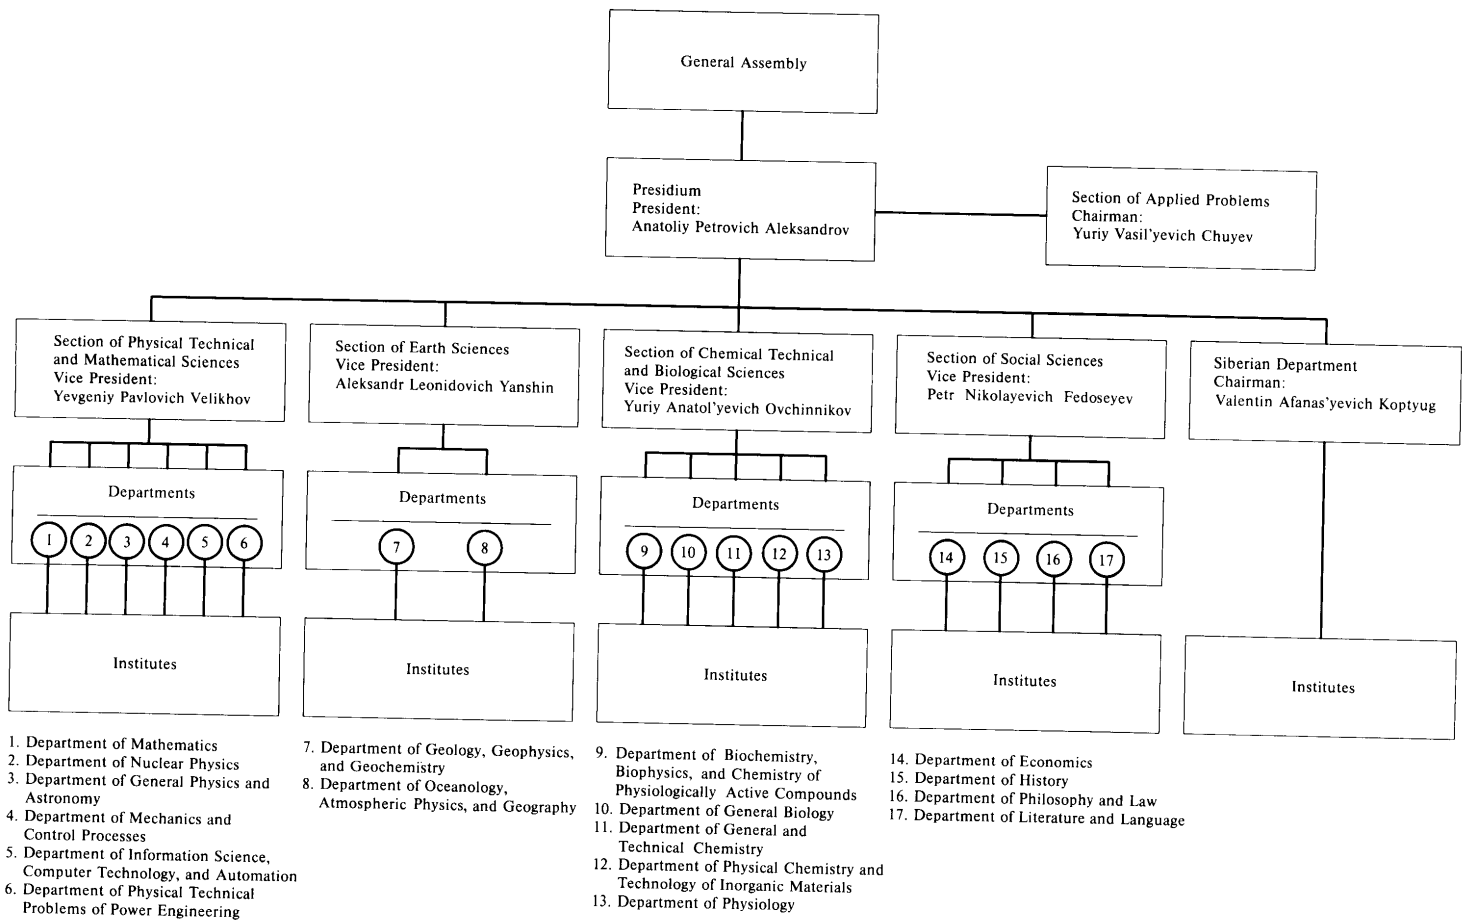 General Assembly
Presidium
President:
Anatoliy Petrovich Aleksandrov
Section of Applied Problems
Chairman:
Yuriy Vasil'yevich Chuyev
Section of Physical Technical
and Mathematical Sciences
Vice President:
Yevgeniy Pavlovich Velikhov
Section of Earth Sciences
Vice President:
Aleksandr Leonidovich Yanshin
Section of Chemical Technical
and Biological Sciences
Vice President:
Yuriy Anatol'yevich Ovchinnikov
Section of Social Sciences
Vice President:
Petr Nikolayevich Fedoseyev
Siberian Department
Chairman:
Valentin Afanas'yevich Koptyug
Departments
1 2 3 4 5 6
Departments
7 8
Departments
9 10 11 12 13
Departments
14 15 16 17
Institutes
Institutes
Institutes
Institutes
Institutes
1. Department of Mathematics
2. Department of Nuclear Physics
3. Department of General Physics and
Astronomy
4. Department of Mechanics and
Control Processes
5. Department of Information Science,
Computer Technology, and Automation
6. Department of Physical Technical
Problems of Power Engineering
7. Department of Geology, Geophysics,
and Geochemistry
8. Department of Oceanology,
Atmospheric Physics, and Geography
9. Department of Biochemistry,
Biophysics, and Chemistry of
Physiologically Active Compounds
10. Department of General Biology
11. Department of General and
Technical Chemistry
12. Department of Physical Chemistry and
Technology of Inorganic Materials
13. Department of Physiology
14. Department of Economics
15. Department of History
16. Department of Philosophy and Law
17. Department of Literature and Language